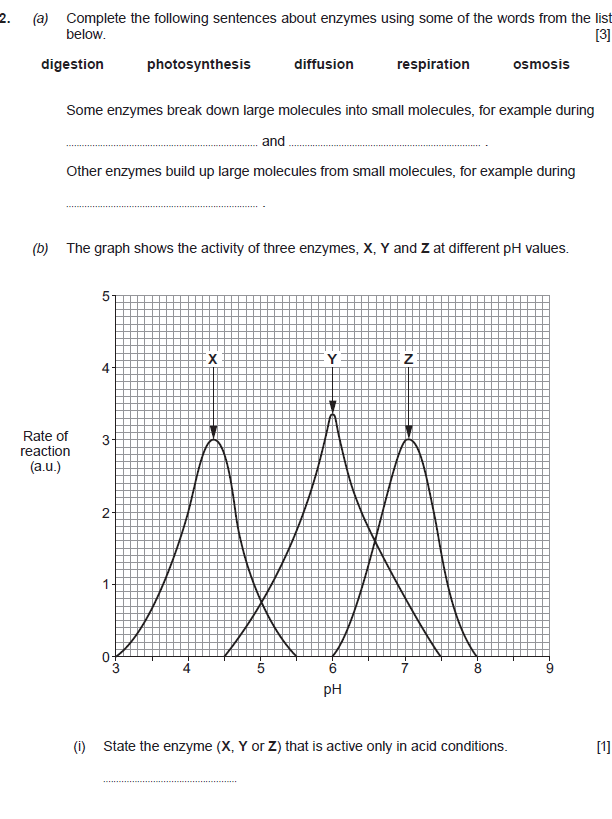 2. (a) Complete the following sentences about enzymes using some of the words from the list
below. [3]
digestion photosynthesis diffusion respiration osmosis
Some enzymes break down large molecules into small molecules, for example during
.................................................... and .................................................... .
Other enzymes build up large molecules from small molecules, for example during
.................................................... .
(b) The graph shows the activity of three enzymes, X, Y and Z at different pH values.
5
X Y Z
4
Rate of
reaction
(a.u.)
3
2
1
0
3 4 5 6 7 8 9
pH
(i) State the enzyme (X, Y or Z) that is active only in acid conditions. [1]
....................................